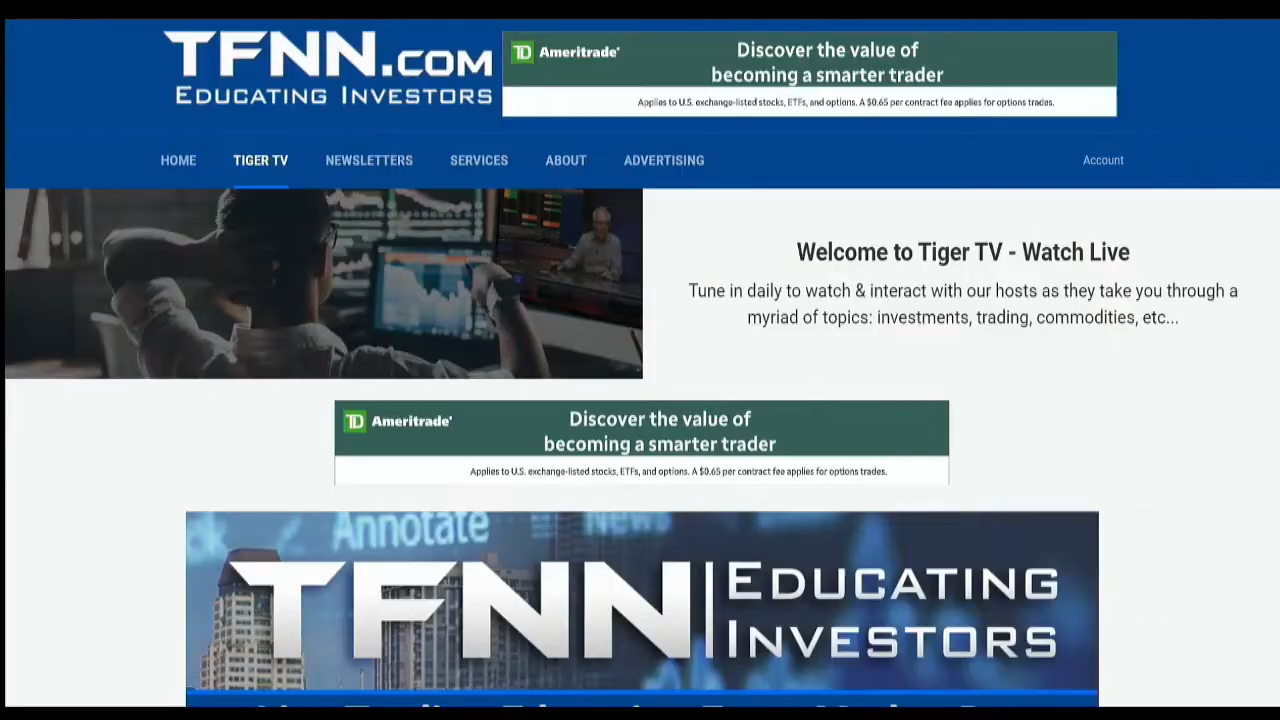 TFNN.COM
EDUCATING INVESTORS
TD Ameritrade
Discover the value of
becoming a smarter trader
Applies to U.S. exchange-listed stocks, ETFs, and options. A $0.65 per contract fee applies for options trades.
HOME TIGER TV NEWSLETTERS SERVICES ABOUT ADVERTISING Account
Welcome to Tiger TV - Watch Live
Tune in daily to watch & interact with our hosts as they take you through a
myriad of topics: investments, trading, commodities, etc...
TD Ameritrade
Discover the value of
becoming a smarter trader
Applies to U.S. exchange-listed stocks, ETFs, and options. A $0.65 per contract fee applies for options trades.
Annotate News
TFNN EDUCATING
INVESTORS